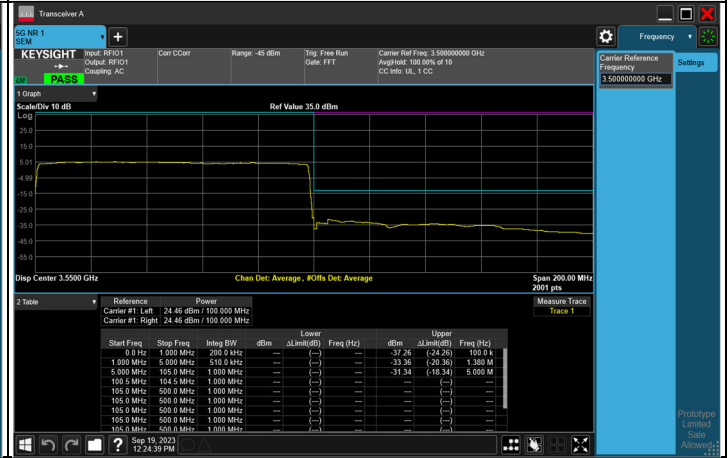 Transceiver A
5G NR 1
SEM
Frequency
KEYSIGHT
Input: RFIO1
Output: RFIO1
Coupling: AC
Corr CCorr
Range: -45 dBm
Trig: Free Run
Gate: FFT
Carrier Ref Freq: 3.500000000 GHz
Avg|Hold: 100.00% of 10
CC Info: UL, 1 CC
LXI
PASS
Carrier Reference
Frequency
3.500000000 GHz
Settings
1 Graph
Scale/Div 10 dB
Ref Value 35.0 dBm
Log
25.0
15.0
5.01
-4.99
-15.0
-25.0
-35.0
-45.0
-55.0
Disp Center 3.5500 GHz
Chan Det: Average , #Offs Det: Average
Span 200.00 MHz
2001 pts
2 Table
Reference Power
Carrier #1: Left 24.46 dBm / 100.000 MHz
Carrier #1: Right 24.46 dBm / 100.000 MHz
Measure Trace
Trace 1
Lower Upper
Start Freq Stop Freq Integ BW dBm ΔLimit(dB) Freq (Hz) dBm ΔLimit(dB) Freq (Hz)
0.0 Hz 1.000 MHz 200.0 kHz --- (---) --- -37.26 (-24.26) 100.0 k
1.000 MHz 5.000 MHz 510.0 kHz --- (---) --- -33.36 (-20.36) 1.380 M
5.000 MHz 105.0 MHz 1.000 MHz --- (---) --- -31.34 (-18.34) 5.000 M
100.5 MHz 104.5 MHz 1.000 MHz --- (---) --- --- (---) ---
105.0 MHz 500.0 MHz 1.000 MHz --- (---) --- --- (---) ---
105.0 MHz 500.0 MHz 1.000 MHz --- (---) --- --- (---) ---
105.0 MHz 500.0 MHz 1.000 MHz --- (---) --- --- (---) ---
105.0 MHz 500.0 MHz 1.000 MHz --- (---) --- --- (---) ---
105.0 MHz 500.0 MHz 1.000 MHz --- (---) --- --- (---) ---
Sep 19, 2023
12:24:39 PM
Prototype
Limited
Sale
Allowed